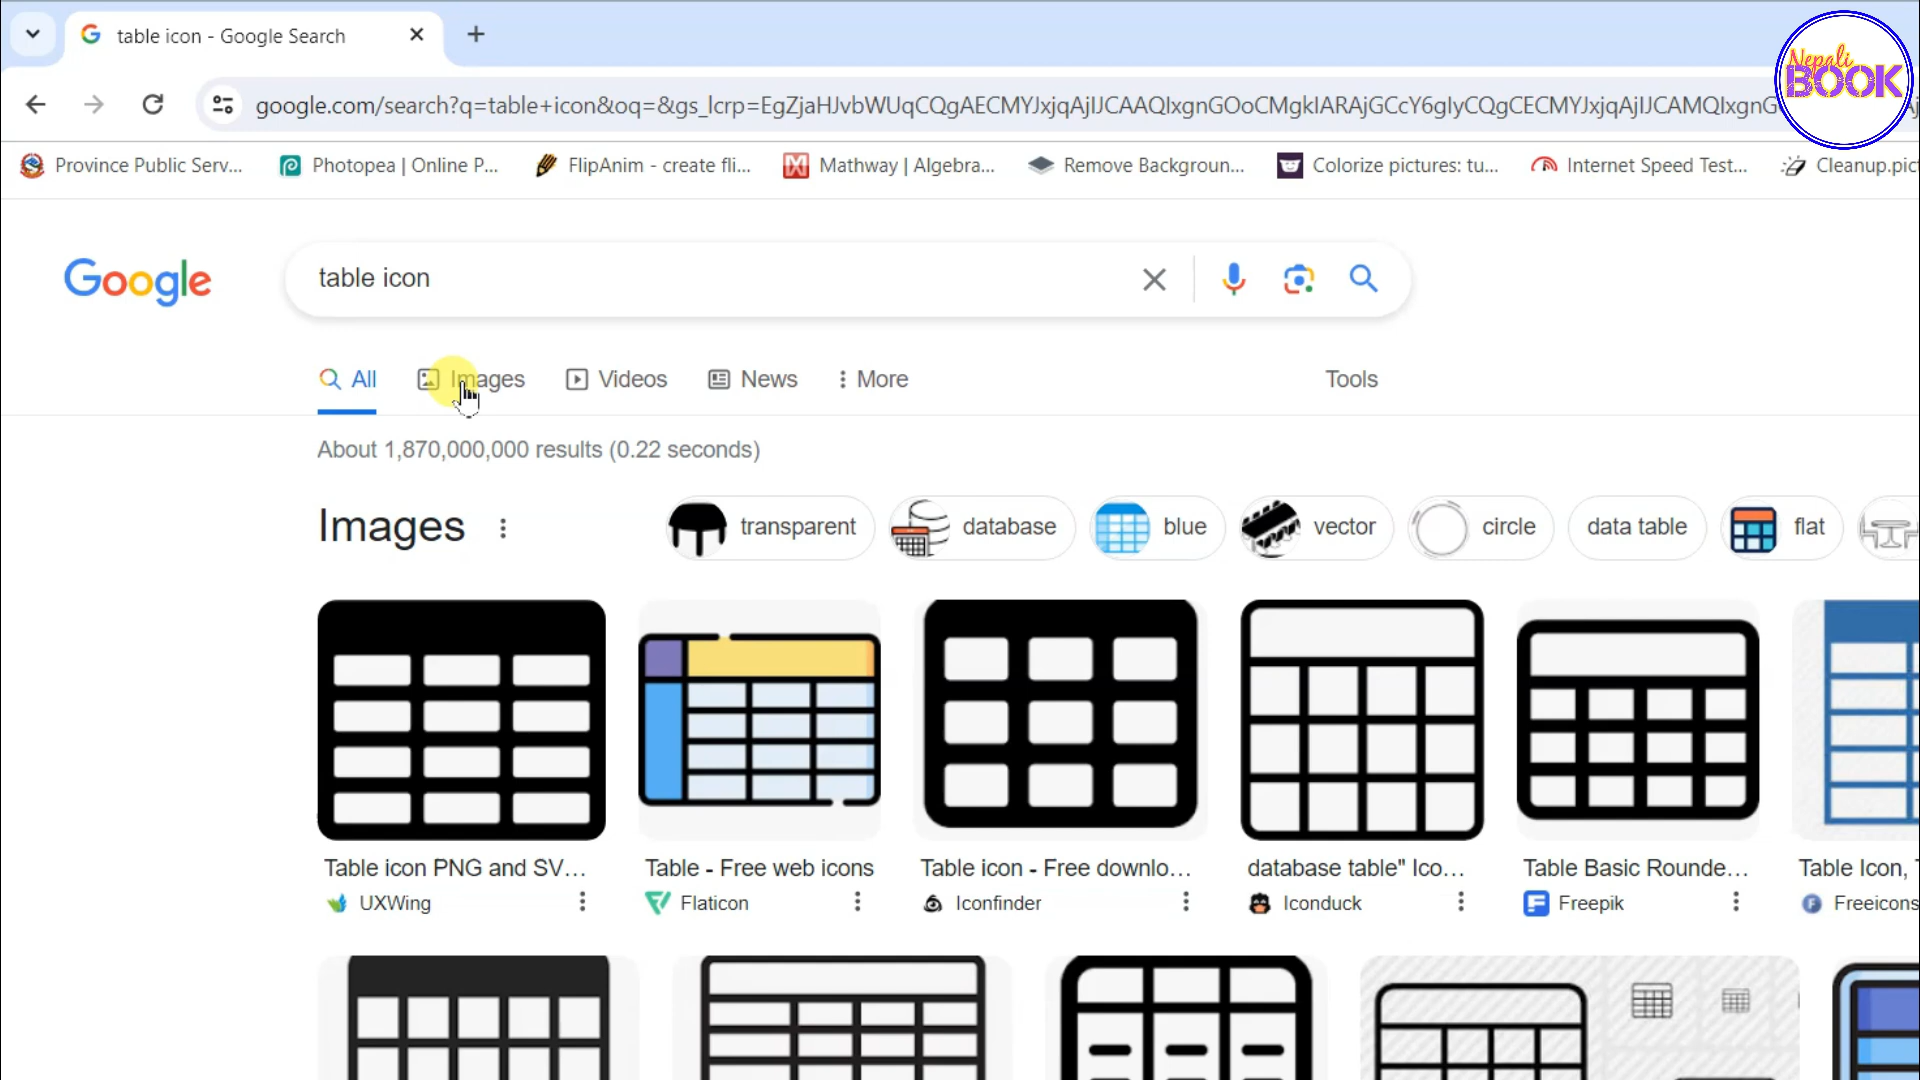 table icon - Google Search
Nepali
BOOK
google.com/search?q=table+icon&oq=&gs_lcrp=EgZjaHJvbWUqCQgAECMYJxjqAjIJCAAQIxgnGOoCMgkIARAjGCcY6gIyCQgCECMYJxjqAjIJCAMQIxgnG
Province Public Serv...
Photopea | Online P...
FlipAnim - create fli...
Mathway | Algebra...
Remove Backgroun...
Colorize pictures: tu...
Internet Speed Test...
Cleanup.pict
Google
table icon
All
Images
Videos
News
More
Tools
About 1,870,000,000 results (0.22 seconds)
Images
transparent
database
blue
vector
circle
data table
flat
Table icon PNG and SV...
Table - Free web icons
Table icon - Free downlo...
database table" Ico...
Table Basic Rounde...
Table Icon,
UXWing
Flaticon
Iconfinder
Iconduck
Freepik
Freeicons